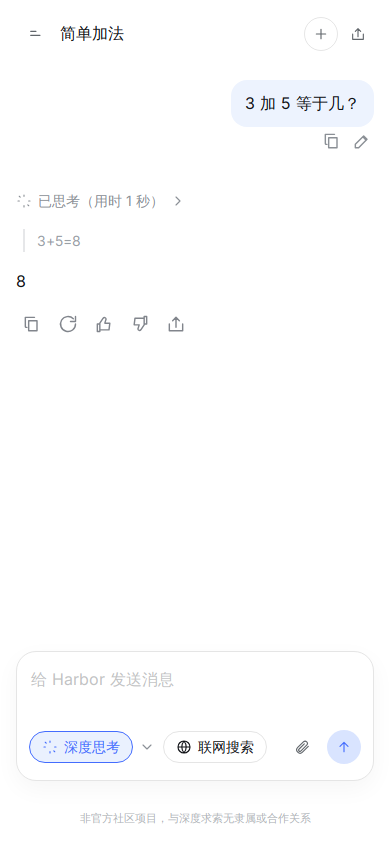 简单加法
3 加 5 等于几？
已思考（用时 1 秒）
3+5=8
8
给 Harbor 发送消息
深度思考
联网搜索
非官方社区项目，与深度求索无隶属或合作关系